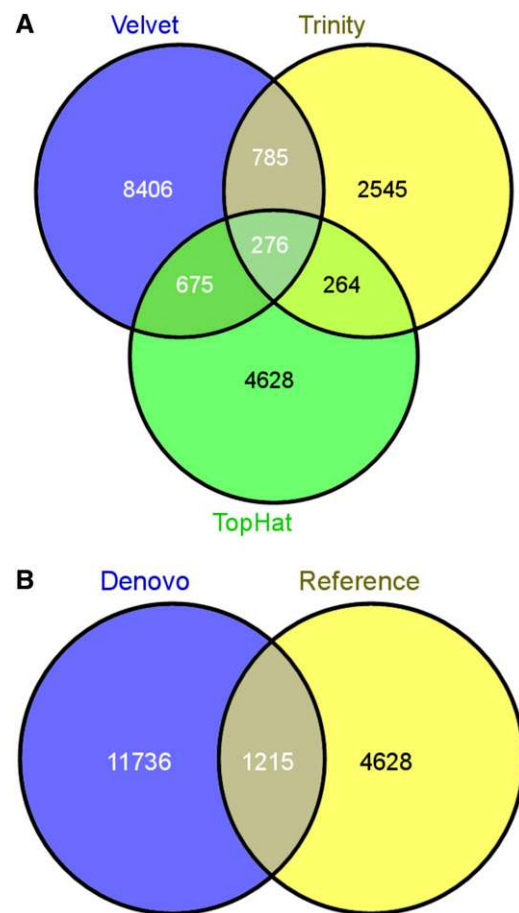 A
Velvet Trinity
785
8406 2545
276
675 264
4628
TopHat
B
Denovo Reference
11736 1215 4628